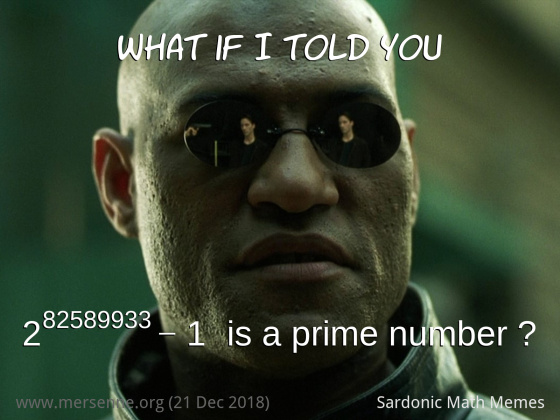 WHAT IF I TOLD YOU
2^82589933 – 1 is a prime number ?
www.mersenne.org (21 Dec 2018)
Sardonic Math Memes